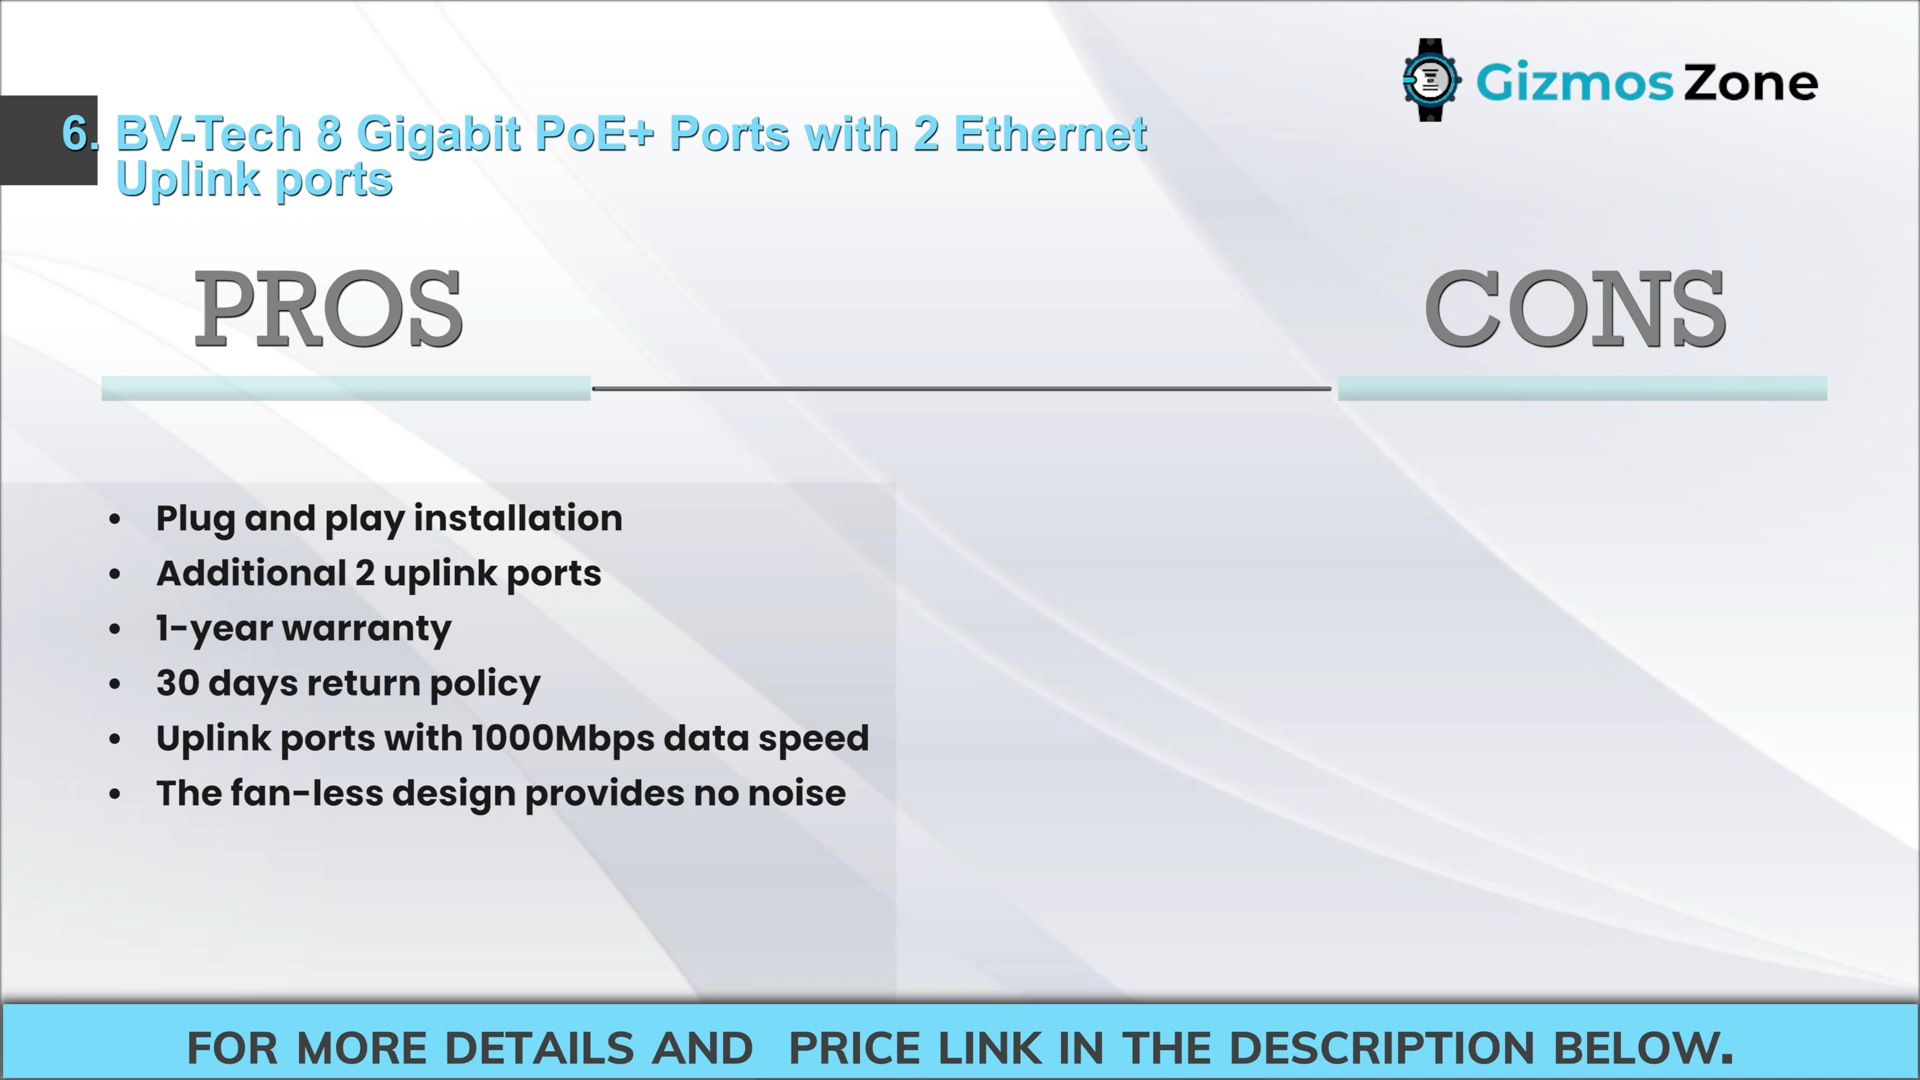 Gizmos Zone
6. BV-Tech 8 Gigabit PoE+ Ports with 2 Ethernet
Uplink ports
PROS
CONS
• Plug and play installation
• Additional 2 uplink ports
• 1-year warranty
• 30 days return policy
• Uplink ports with 1000Mbps data speed
• The fan-less design provides no noise
FOR MORE DETAILS AND PRICE LINK IN THE DESCRIPTION BELOW.